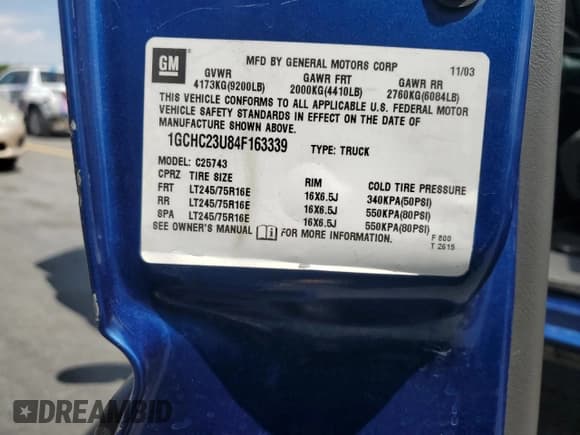 GM
MFD BY GENERAL MOTORS CORP
11/03
GVWR GAWR FRT GAWR RR
4173KG(9200LB) 2000KG(4410LB) 2760KG(6084LB)
THIS VEHICLE CONFORMS TO ALL APPLICABLE U.S. FEDERAL MOTOR
VEHICLE SAFETY STANDARDS IN EFFECT ON THE DATE OF
MANUFACTURE SHOWN ABOVE.
1GCHC23U84F163339 TYPE: TRUCK
MODEL: C25743
CPRZ TIRE SIZE RIM COLD TIRE PRESSURE
FRT LT245/75R16E 16X6.5J 340KPA(50PSI)
RR LT245/75R16E 16X6.5J 550KPA(80PSI)
SPA LT245/75R16E 16X6.5J 550KPA(80PSI)
SEE OWNER'S MANUAL FOR MORE INFORMATION.
F 800
T 2615
DREAMBID